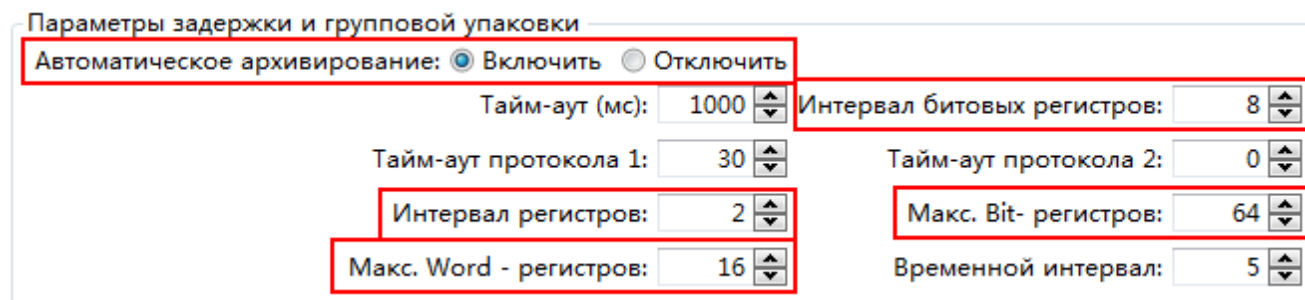 Параметры задержки и групповой упаковки
Автоматическое архивирование: Включить Отключить
Тайм-аут (мс): 1000 Интервал битовых регистров: 8
Тайм-аут протокола 1: 30 Тайм-аут протокола 2: 0
Интервал регистров: 2 Макс. Bit- регистров: 64
Макс. Word - регистров: 16 Временной интервал: 5